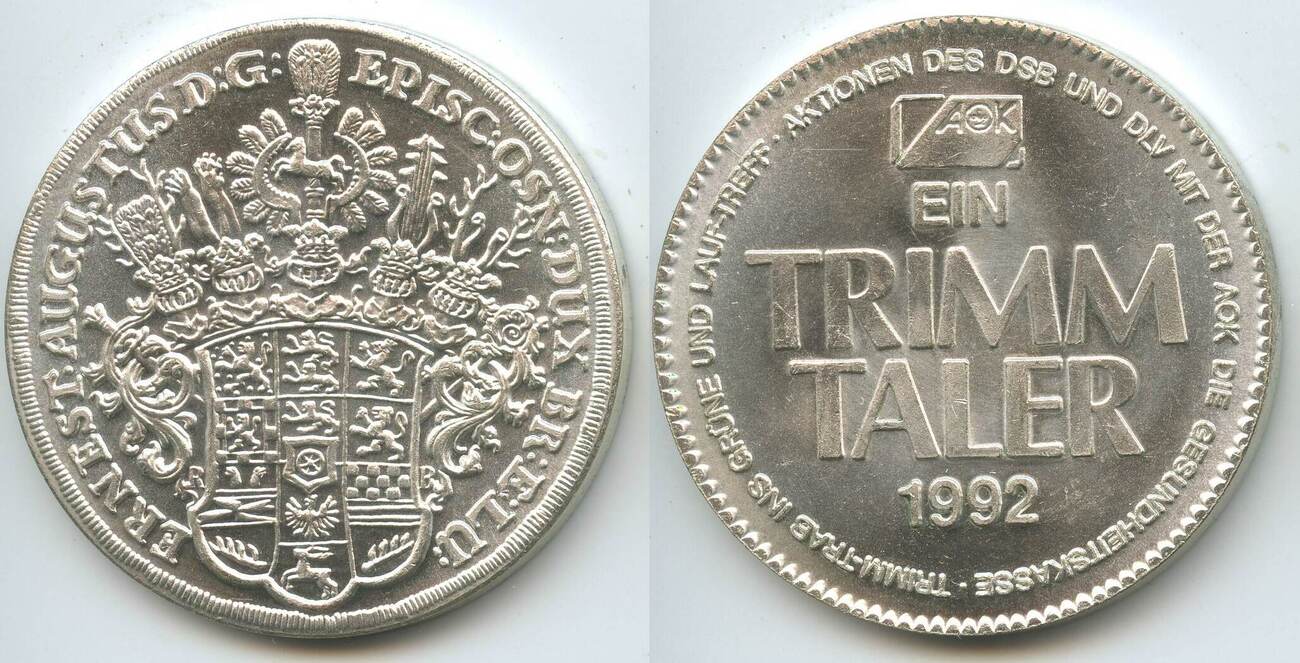 ERNEST: AUGUSTUS. D: G: EPISC: OSN: DUX BR: E: LU:
R B
AOK
EIN
TRIMM
TALER
1992
TRIMM-TRAB INS GRÜNE UND LAUF-TREFF · AKTIONEN DES DSB UND DLV MIT DER AOK DIE GESUNDHEITSKASSE ·